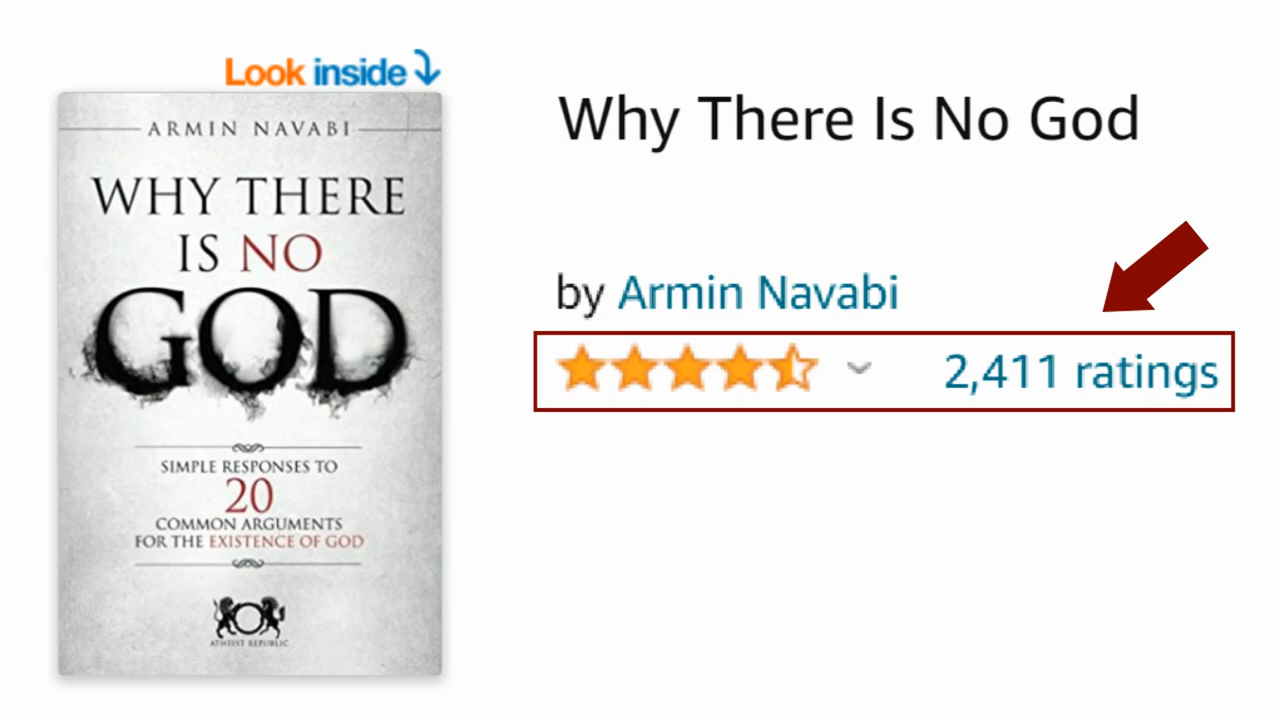 Look inside
ARMIN NAVABI
WHY THERE
IS NO
GOD
SIMPLE RESPONSES TO
20
COMMON ARGUMENTS
FOR THE EXISTENCE OF GOD
ATHEIST REPUBLIC
Why There Is No God
by Armin Navabi
2,411 ratings